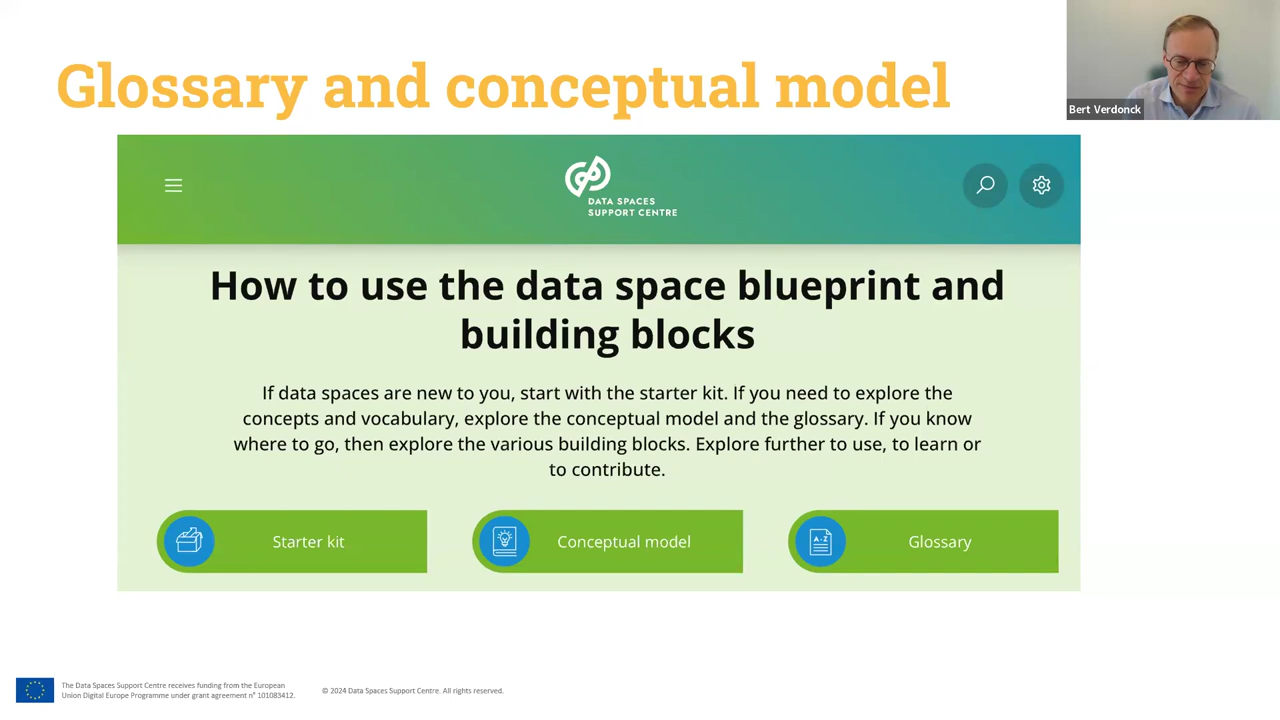 Glossary and conceptual model
Bert Verdonck
DATA SPACES
SUPPORT CENTRE
How to use the data space blueprint and
building blocks
If data spaces are new to you, start with the starter kit. If you need to explore the
concepts and vocabulary, explore the conceptual model and the glossary. If you know
where to go, then explore the various building blocks. Explore further to use, to learn or
to contribute.
Starter kit
Conceptual model
A-Z
Glossary
The Data Spaces Support Centre receives funding from the European
Union Digital Europe Programme under grant agreement n° 101083412.
© 2024 Data Spaces Support Centre. All rights reserved.